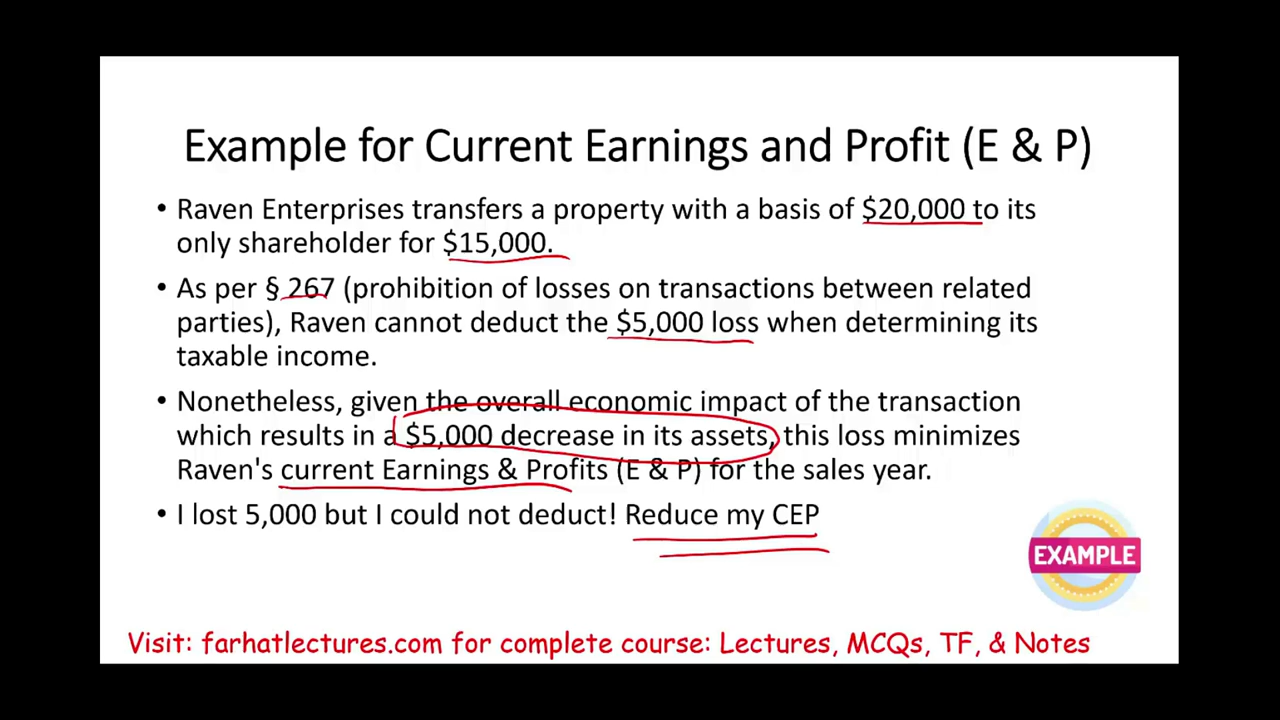 Example for Current Earnings and Profit (E & P)
• Raven Enterprises transfers a property with a basis of $20,000 to its
only shareholder for $15,000.
• As per § 267 (prohibition of losses on transactions between related
parties), Raven cannot deduct the $5,000 loss when determining its
taxable income.
• Nonetheless, given the overall economic impact of the transaction
which results in a $5,000 decrease in its assets, this loss minimizes
Raven's current Earnings & Profits (E & P) for the sales year.
• I lost 5,000 but I could not deduct! Reduce my CEP
EXAMPLE
Visit: farhatlectures.com for complete course: Lectures, MCQs, TF, & Notes